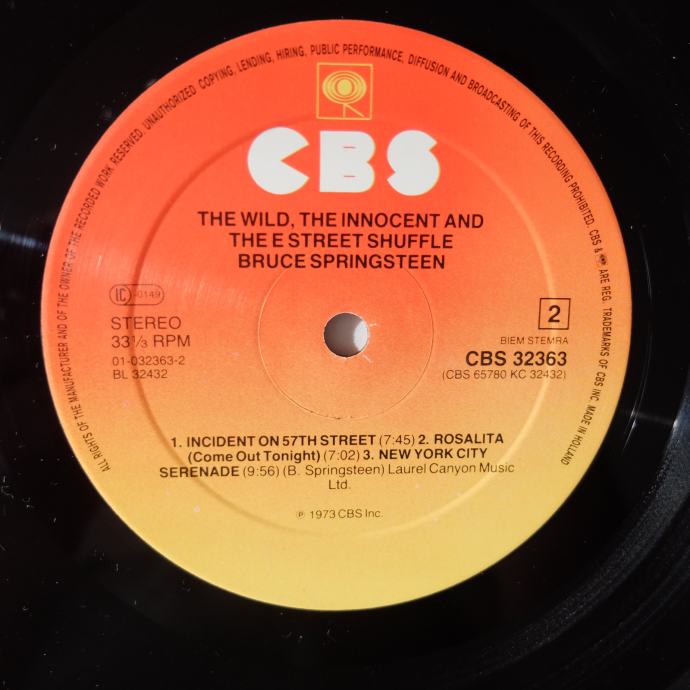 ALL RIGHTS OF THE MANUFACTURER AND OF THE OWNER OF THE RECORDED WORK RESERVED. UNAUTHORIZED COPYING, LENDING, HIRING, PUBLIC PERFORMANCE, DIFFUSION AND BROADCASTING OF THIS RECORDING PROHIBITED. CBS & ARE REG. TRADEMARKS OF CBS INC MADE IN HOLLAND
CBS
THE WILD, THE INNOCENT AND
THE E STREET SHUFFLE
BRUCE SPRINGSTEEN
IC -0149
STEREO
33 1/3 RPM
01-032363-2
BL 32432
2
BIEM STEMRA
CBS 32363
(CBS 65780 KC 32432)
1. INCIDENT ON 57TH STREET (7:45) 2. ROSALITA
(Come Out Tonight) (7:02) 3. NEW YORK CITY
SERENADE (9:56) (B. Springsteen) Laurel Canyon Music
Ltd.
℗ 1973 CBS Inc.